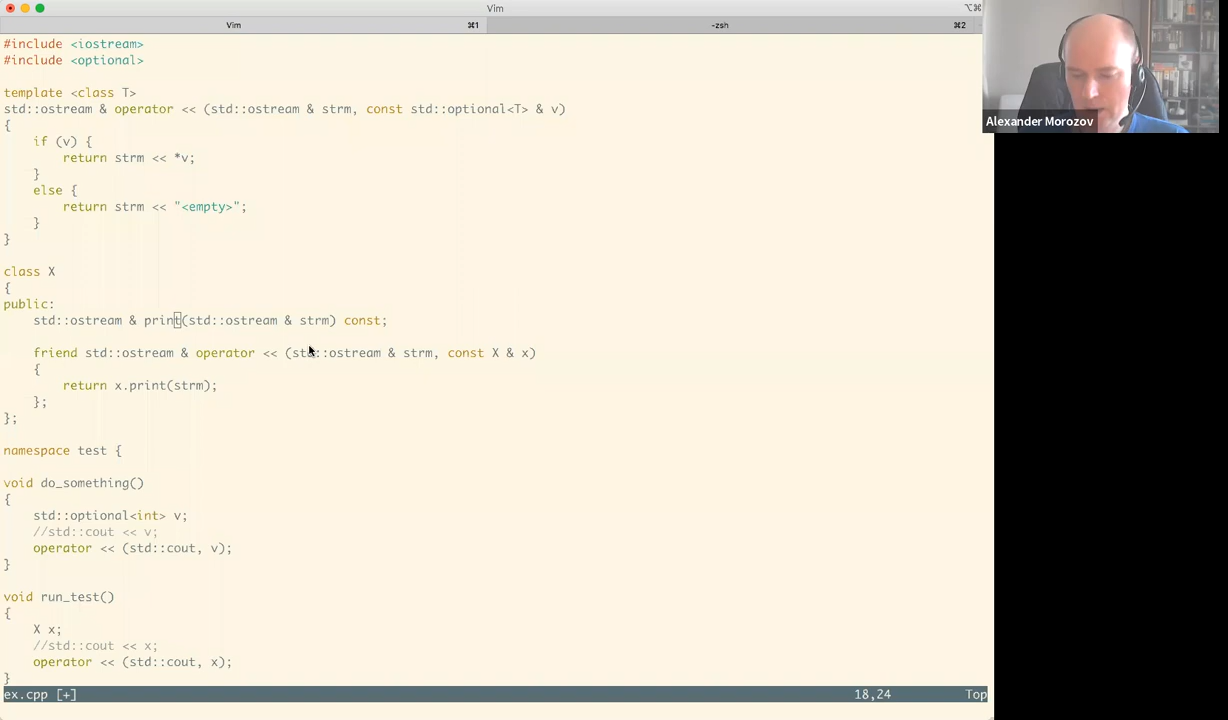 Vim
⌥⌘
Vim
⌘1
-zsh
⌘2
#include <iostream>
#include <optional>
template <class T>
std::ostream & operator << (std::ostream & strm, const std::optional<T> & v)
{
    if (v) {
        return strm << *v;
    }
    else {
        return strm << "<empty>";
    }
}
class X
{
public:
    std::ostream & print(std::ostream & strm) const;
    friend std::ostream & operator << (std::ostream & strm, const X & x)
    {
        return x.print(strm);
    };
};
namespace test {
void do_something()
{
    std::optional<int> v;
    //std::cout << v;
    operator << (std::cout, v);
}
void run_test()
{
    X x;
    //std::cout << x;
    operator << (std::cout, x);
}
ex.cpp [+] 18,24 Top
Alexander Morozov